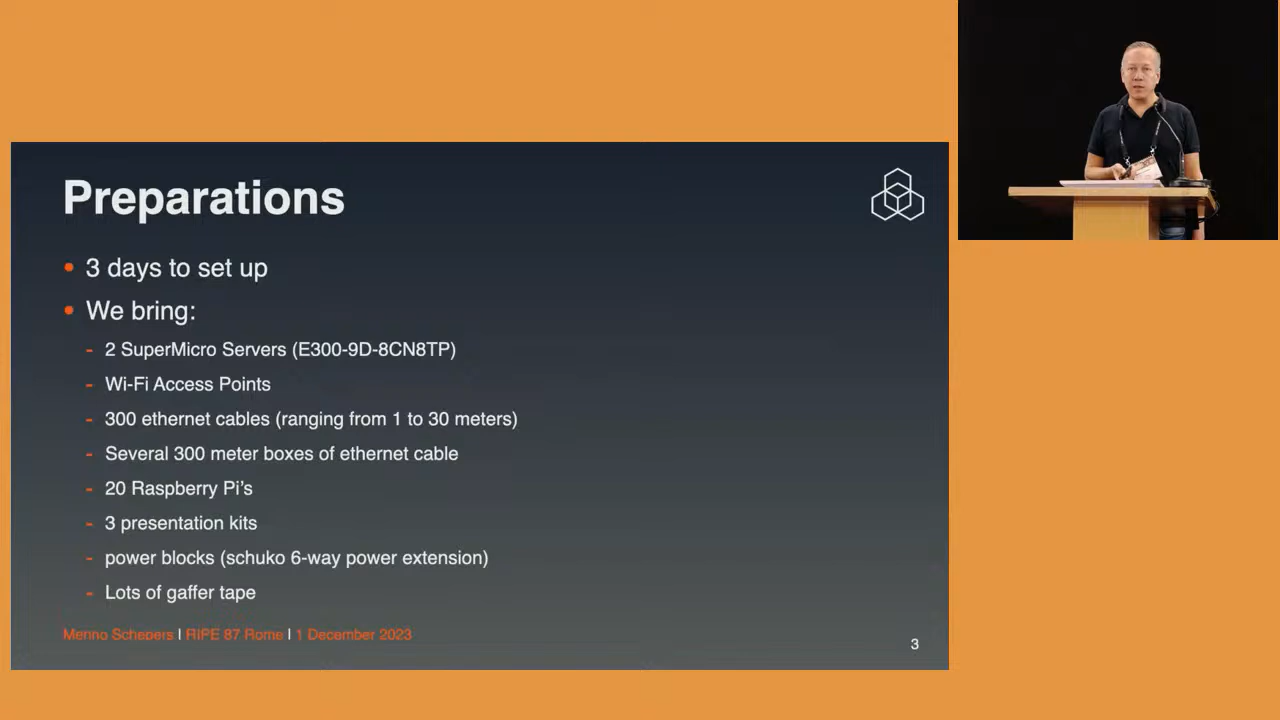 Preparations
• 3 days to set up
• We bring:
- 2 SuperMicro Servers (E300-9D-8CN8TP)
- Wi-Fi Access Points
- 300 ethernet cables (ranging from 1 to 30 meters)
- Several 300 meter boxes of ethernet cable
- 20 Raspberry Pi's
- 3 presentation kits
- power blocks (schuko 6-way power extension)
- Lots of gaffer tape
Menno Schepers | RIPE 87 Rome | 1 December 2023
3